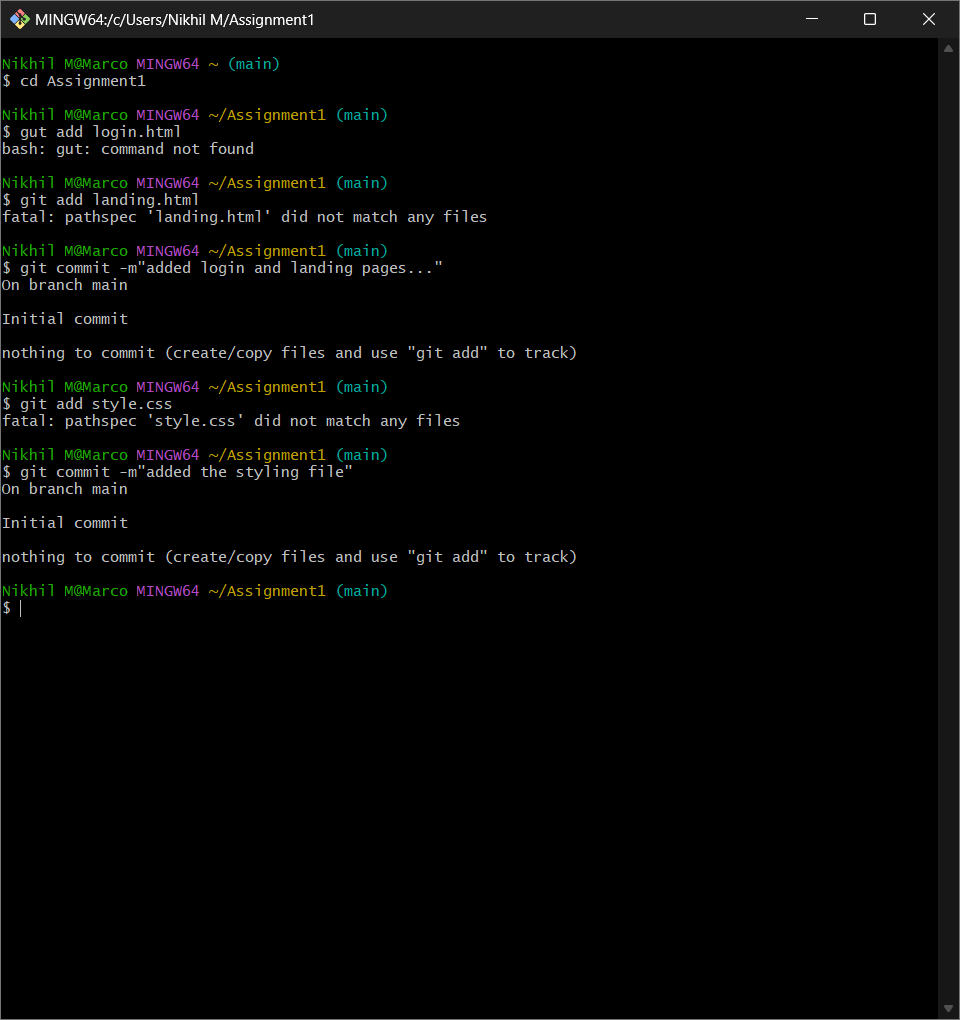 MINGW64:/c/Users/Nikhil M/Assignment1
Nikhil M@Marco MINGW64 ~ (main)
$ cd Assignment1
Nikhil M@Marco MINGW64 ~/Assignment1 (main)
$ gut add login.html
bash: gut: command not found
Nikhil M@Marco MINGW64 ~/Assignment1 (main)
$ git add landing.html
fatal: pathspec 'landing.html' did not match any files
Nikhil M@Marco MINGW64 ~/Assignment1 (main)
$ git commit -m"added login and landing pages..."
On branch main
Initial commit
nothing to commit (create/copy files and use "git add" to track)
Nikhil M@Marco MINGW64 ~/Assignment1 (main)
$ git add style.css
fatal: pathspec 'style.css' did not match any files
Nikhil M@Marco MINGW64 ~/Assignment1 (main)
$ git commit -m"added the styling file"
On branch main
Initial commit
nothing to commit (create/copy files and use "git add" to track)
Nikhil M@Marco MINGW64 ~/Assignment1 (main)
$